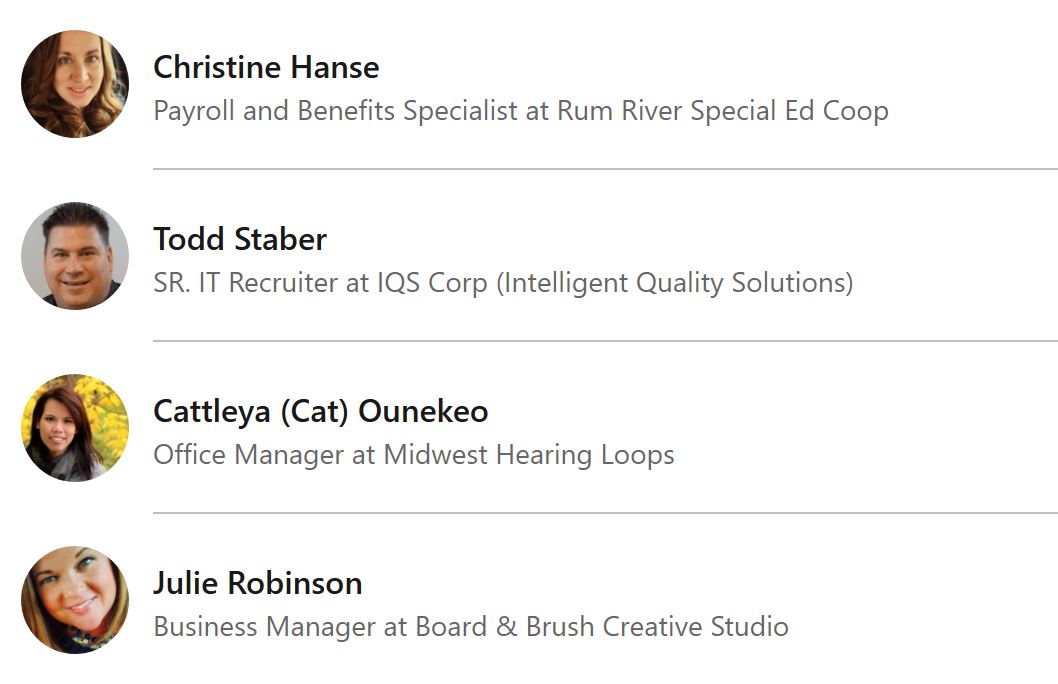 Christine Hanse
Payroll and Benefits Specialist at Rum River Special Ed Coop
Todd Staber
SR. IT Recruiter at IQS Corp (Intelligent Quality Solutions)
Cattleya (Cat) Ounekeo
Office Manager at Midwest Hearing Loops
Julie Robinson
Business Manager at Board & Brush Creative Studio